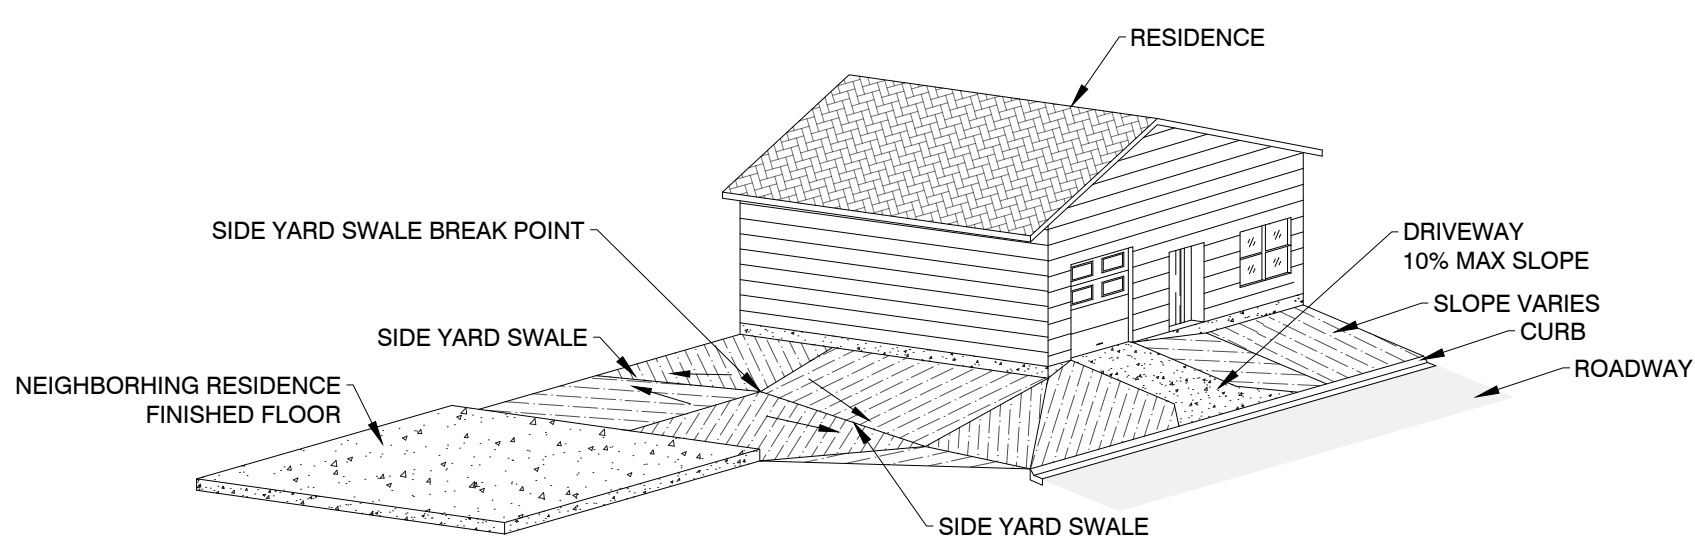 RESIDENCE
SIDE YARD SWALE BREAK POINT
DRIVEWAY
10% MAX SLOPE
SLOPE VARIES
SIDE YARD SWALE
CURB
ROADWAY
NEIGHBORHING RESIDENCE
FINISHED FLOOR
SIDE YARD SWALE